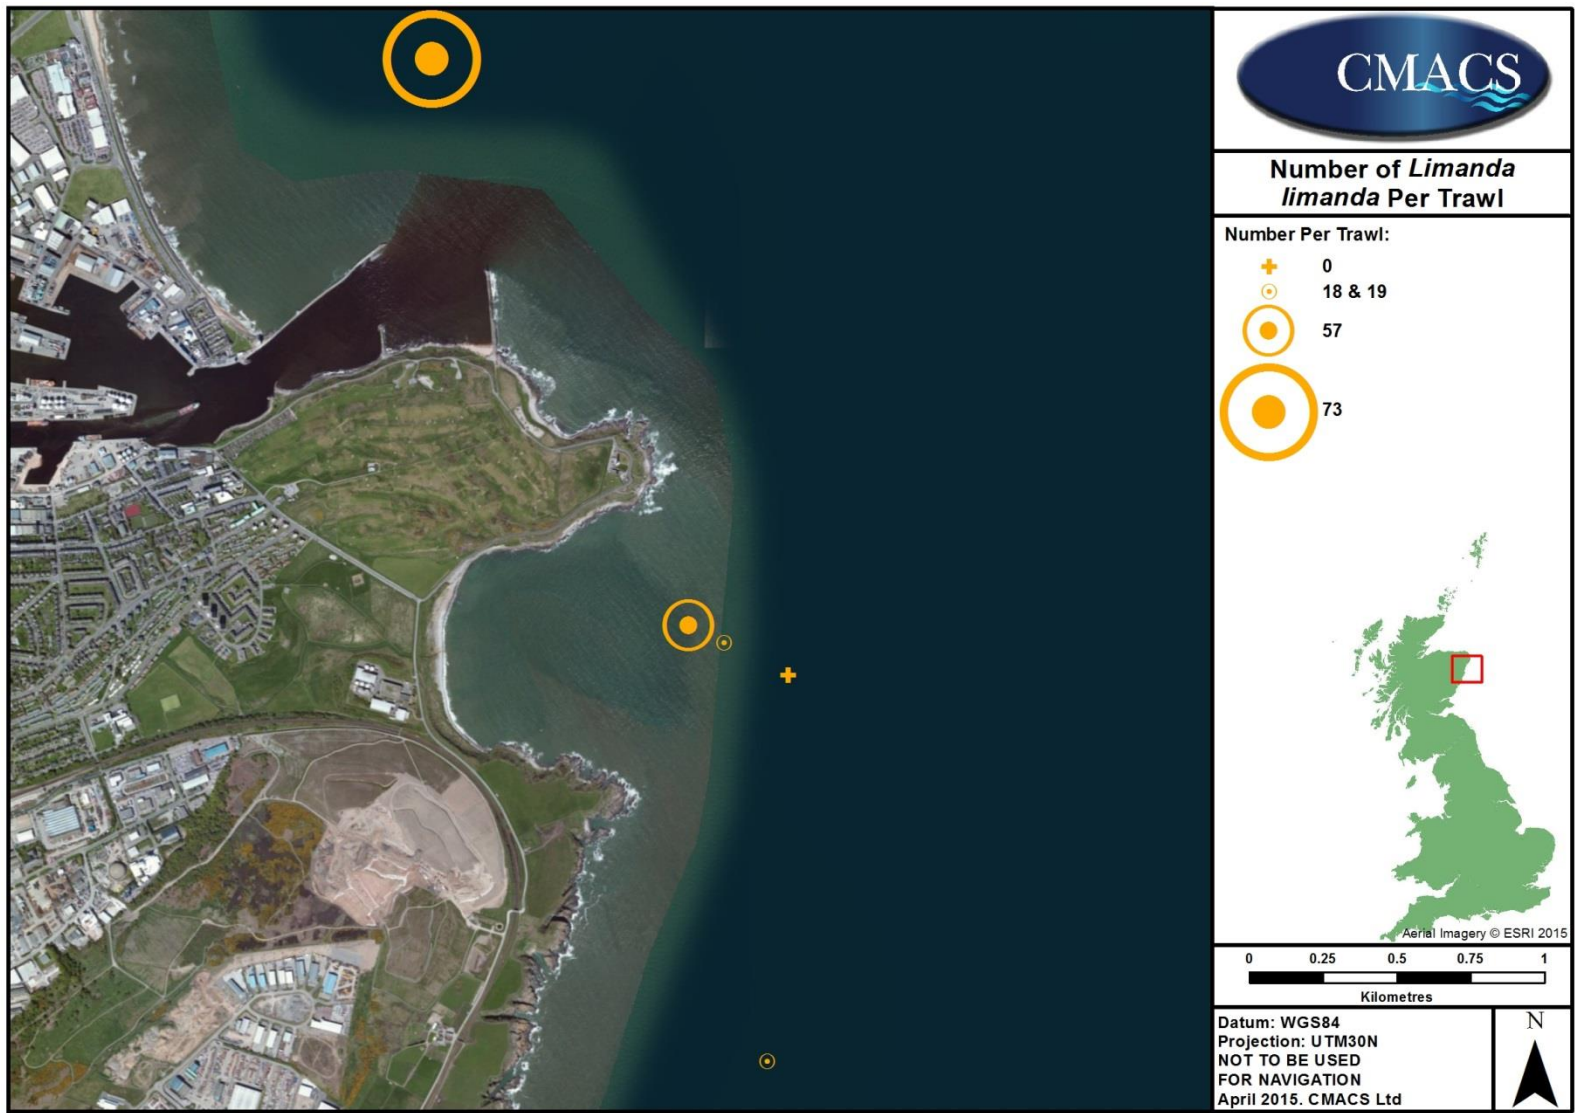 CMACS
Number of Limanda
limanda Per Trawl
Number Per Trawl:
0
18 & 19
57
73
Aerial Imagery © ESRI 2015
0 0.25 0.5 0.75 1
Kilometres
Datum: WGS84
Projection: UTM30N
NOT TO BE USED
FOR NAVIGATION
April 2015. CMACS Ltd
N